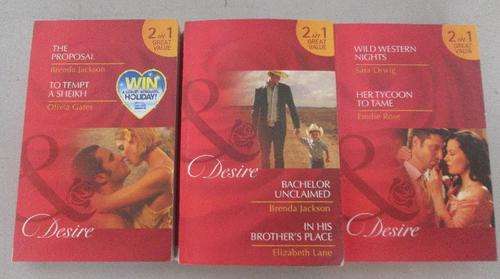 2 IN 1
GREAT
VALUE
THE
PROPOSAL
Brenda Jackson
TO TEMPT
A SHEIKH
Olivia Gates
WIN
HOLIDAY!
Desire
2 IN 1
GREAT
VALUE
Desire
BACHELOR
UNCLAIMED
Brenda Jackson
IN HIS
BROTHER'S PLACE
Elizabeth Lane
2 IN 1
GREAT
VALUE
WILD WESTERN
NIGHTS
Sara Orwig
HER TYCOON
TO TAME
Emilie Rose
Desire